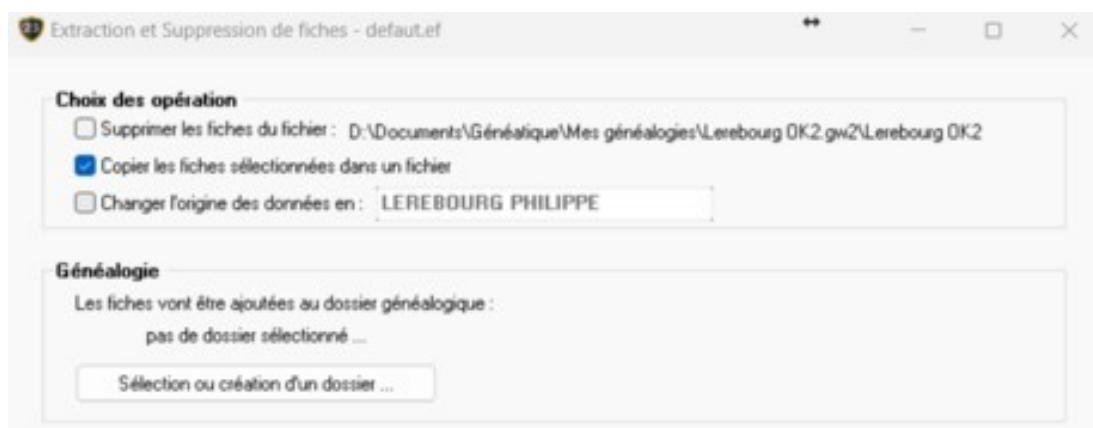 Extraction et Suppression de fiches - defaut.ef
Choix des opération
Supprimer les fiches du fichier : D:\Documents\Généatique\Mes généalogies\Lerebourg OK2.gw2\Lerebourg OK2
Copier les fiches sélectionnées dans un fichier
Changer l'origine des données en : LEREBOURG PHILIPPE
Généalogie
Les fiches vont être ajoutées au dossier généalogique :
pas de dossier sélectionné ...
Sélection ou création d'un dossier ...